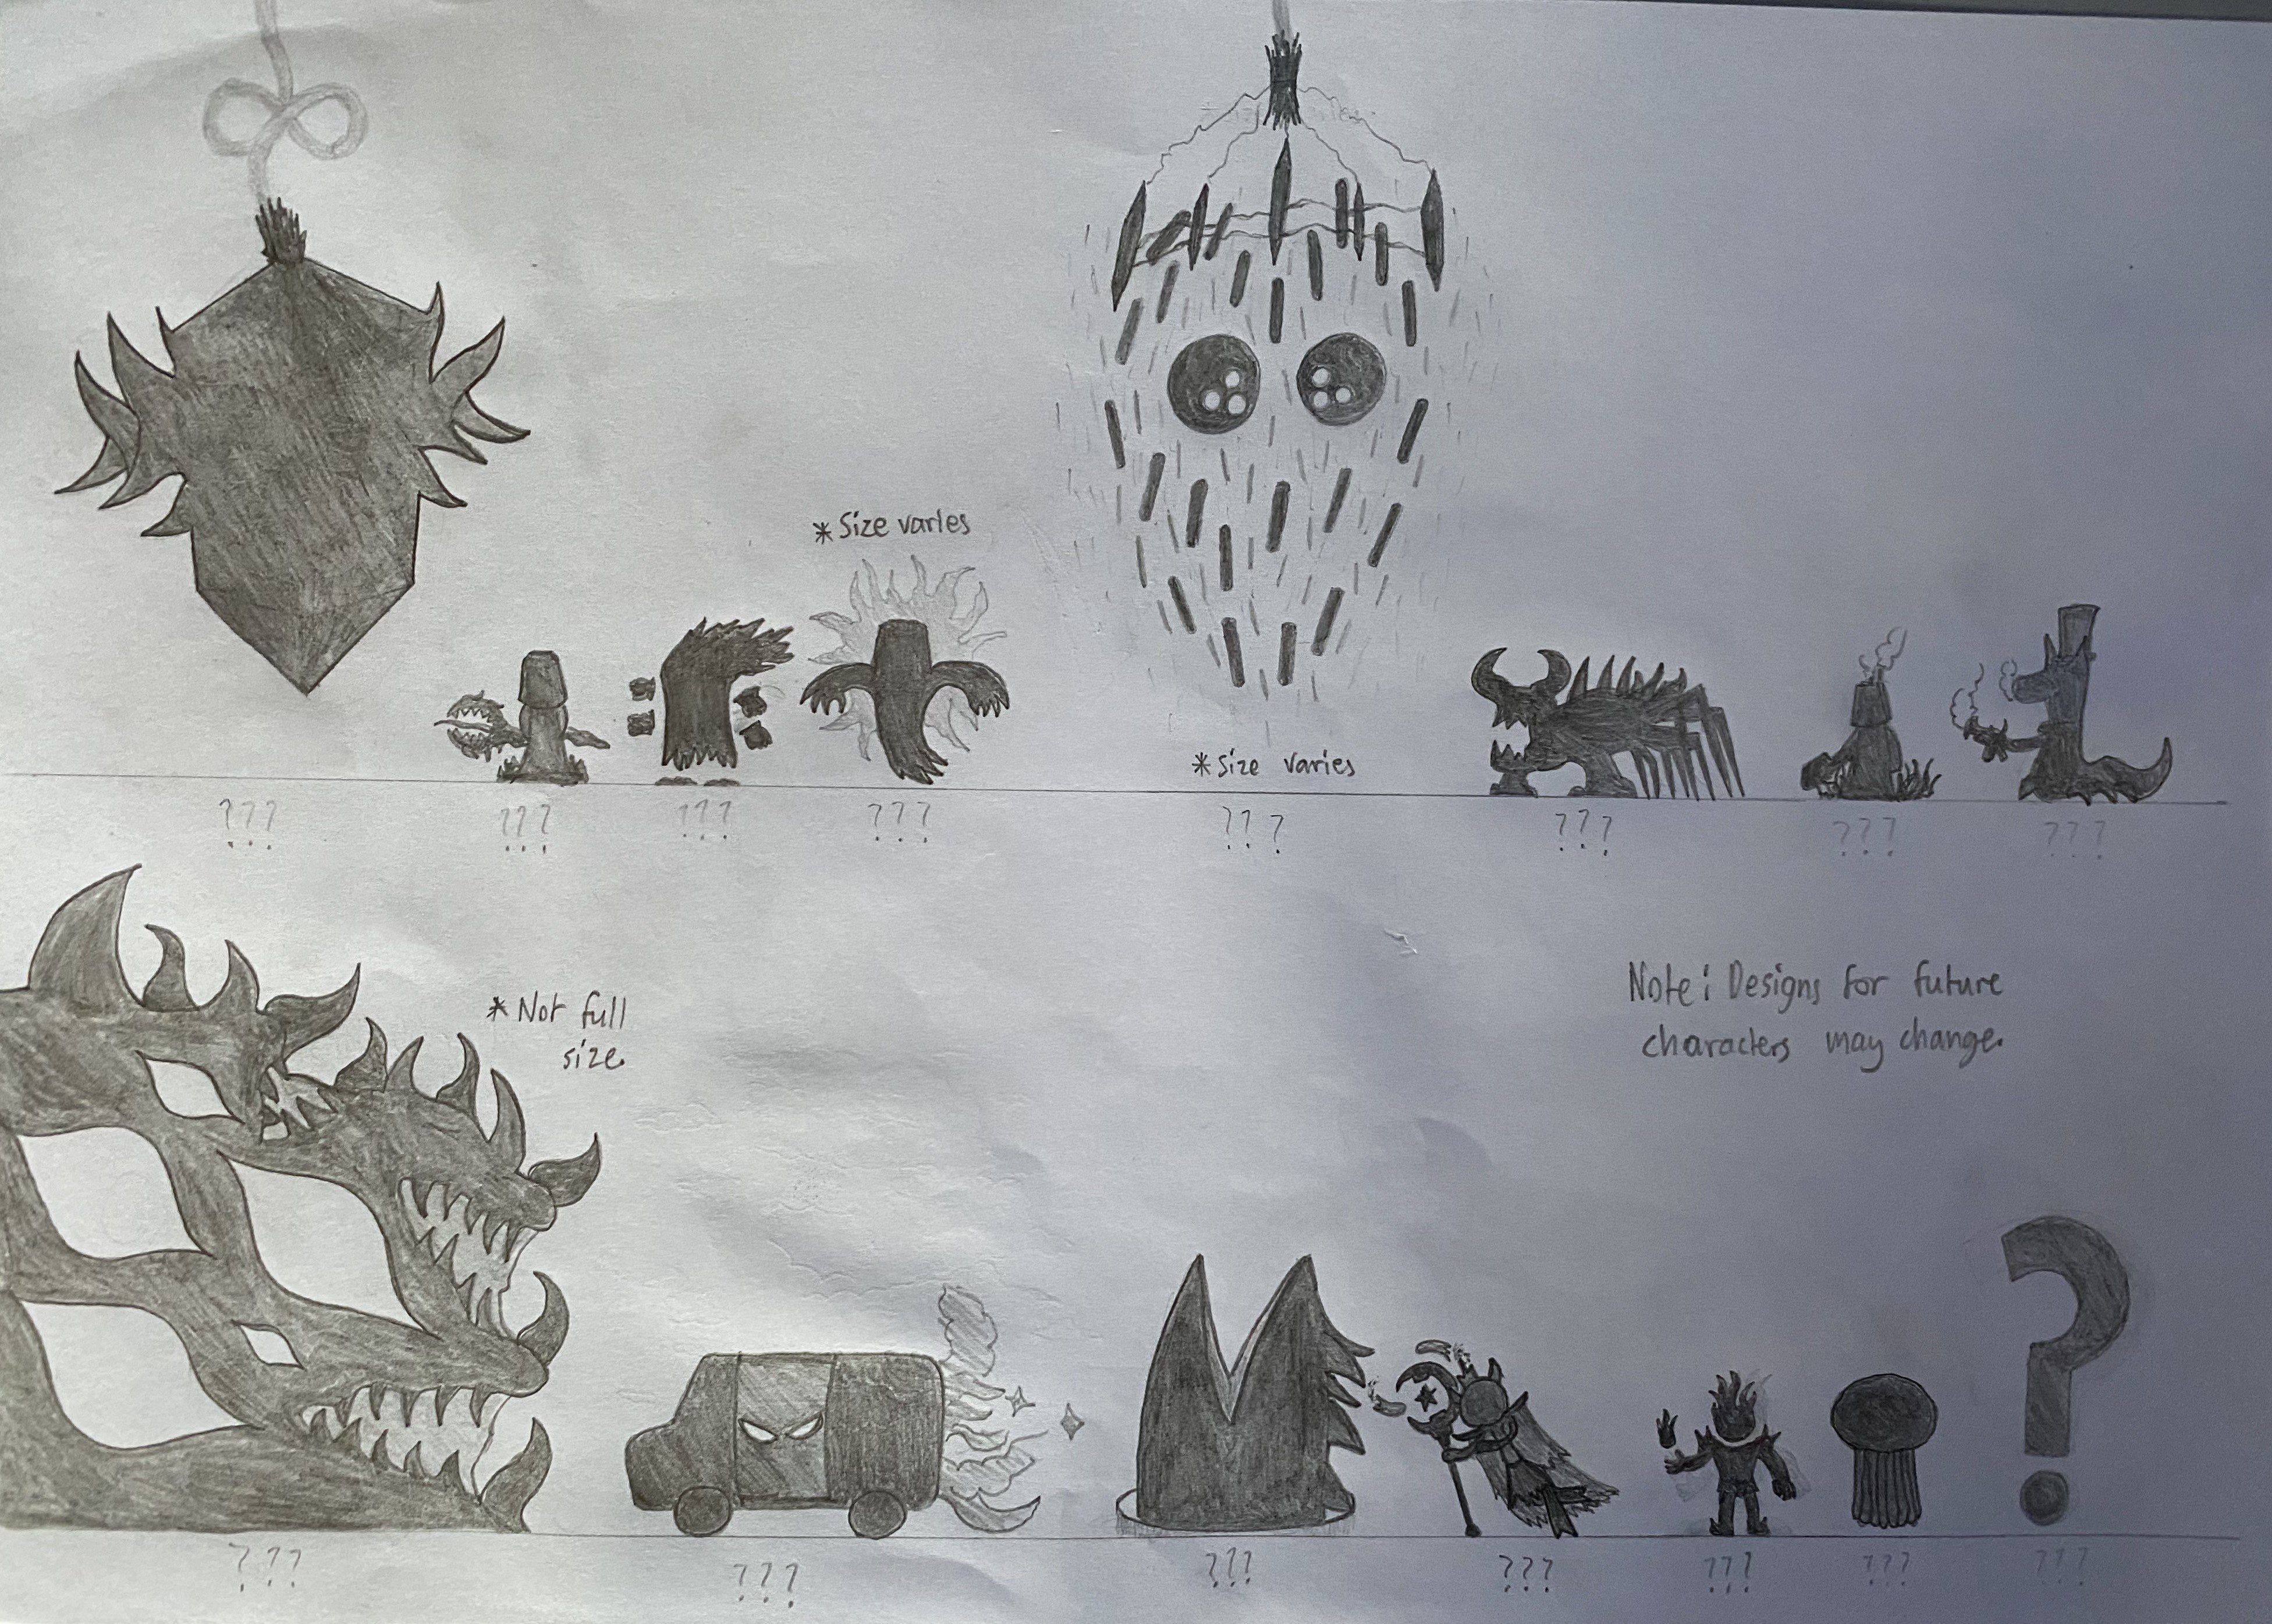 *Size varies
*Size varies
??? ??? ??? ??? ??? ??? ??? ???
*Not full
size.
Note: Designs for future
characters may change.
?
??? ??? ??? ??? ??? ??? ???